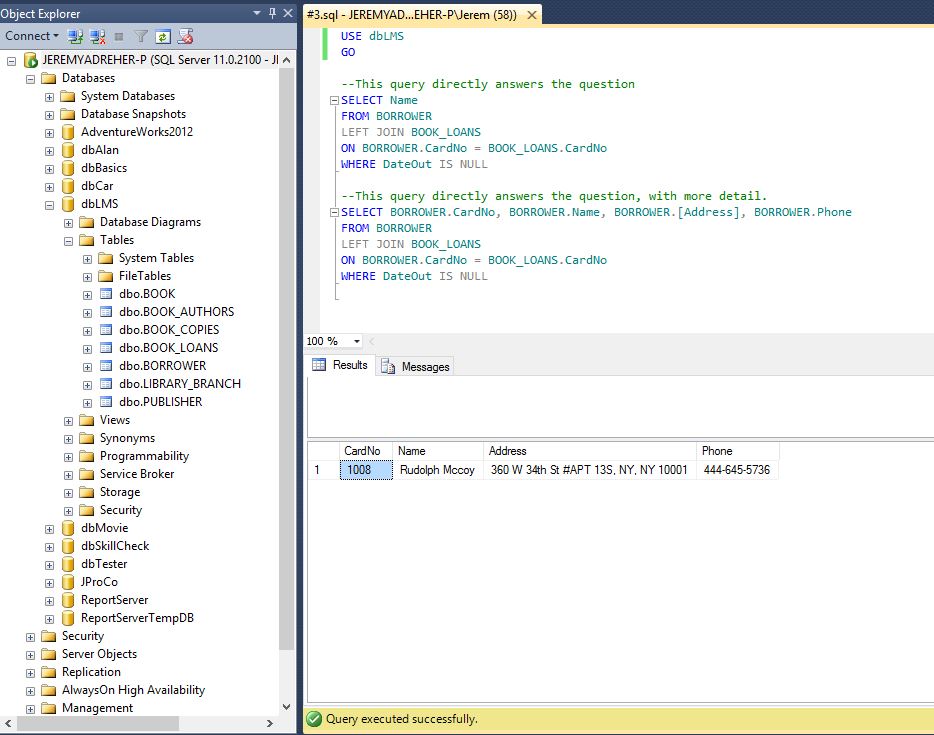 Object Explorer
Connect
JEREMYADREHER-P (SQL Server 11.0.2100 - JI
Databases
System Databases
Database Snapshots
AdventureWorks2012
dbAlan
dbBasics
dbCar
dbLMS
Database Diagrams
Tables
System Tables
FileTables
dbo.BOOK
dbo.BOOK_AUTHORS
dbo.BOOK_COPIES
dbo.BOOK_LOANS
dbo.BORROWER
dbo.LIBRARY_BRANCH
dbo.PUBLISHER
Views
Synonyms
Programmability
Service Broker
Storage
Security
dbMovie
dbSkillCheck
dbTester
JProCo
ReportServer
ReportServerTempDB
Security
Server Objects
Replication
AlwaysOn High Availability
Management
#3.sql - JEREMYAD...EHER-P\Jerem (58))
USE dbLMS
GO
--This query directly answers the question
SELECT Name
FROM BORROWER
LEFT JOIN BOOK_LOANS
ON BORROWER.CardNo = BOOK_LOANS.CardNo
WHERE DateOut IS NULL
--This query directly answers the question, with more detail.
SELECT BORROWER.CardNo, BORROWER.Name, BORROWER.[Address], BORROWER.Phone
FROM BORROWER
LEFT JOIN BOOK_LOANS
ON BORROWER.CardNo = BOOK_LOANS.CardNo
WHERE DateOut IS NULL
100 %
Results Messages
CardNo Name Address Phone
1 1008 Rudolph Mccoy 360 W 34th St #APT 13S, NY, NY 10001 444-645-5736
Query executed successfully.